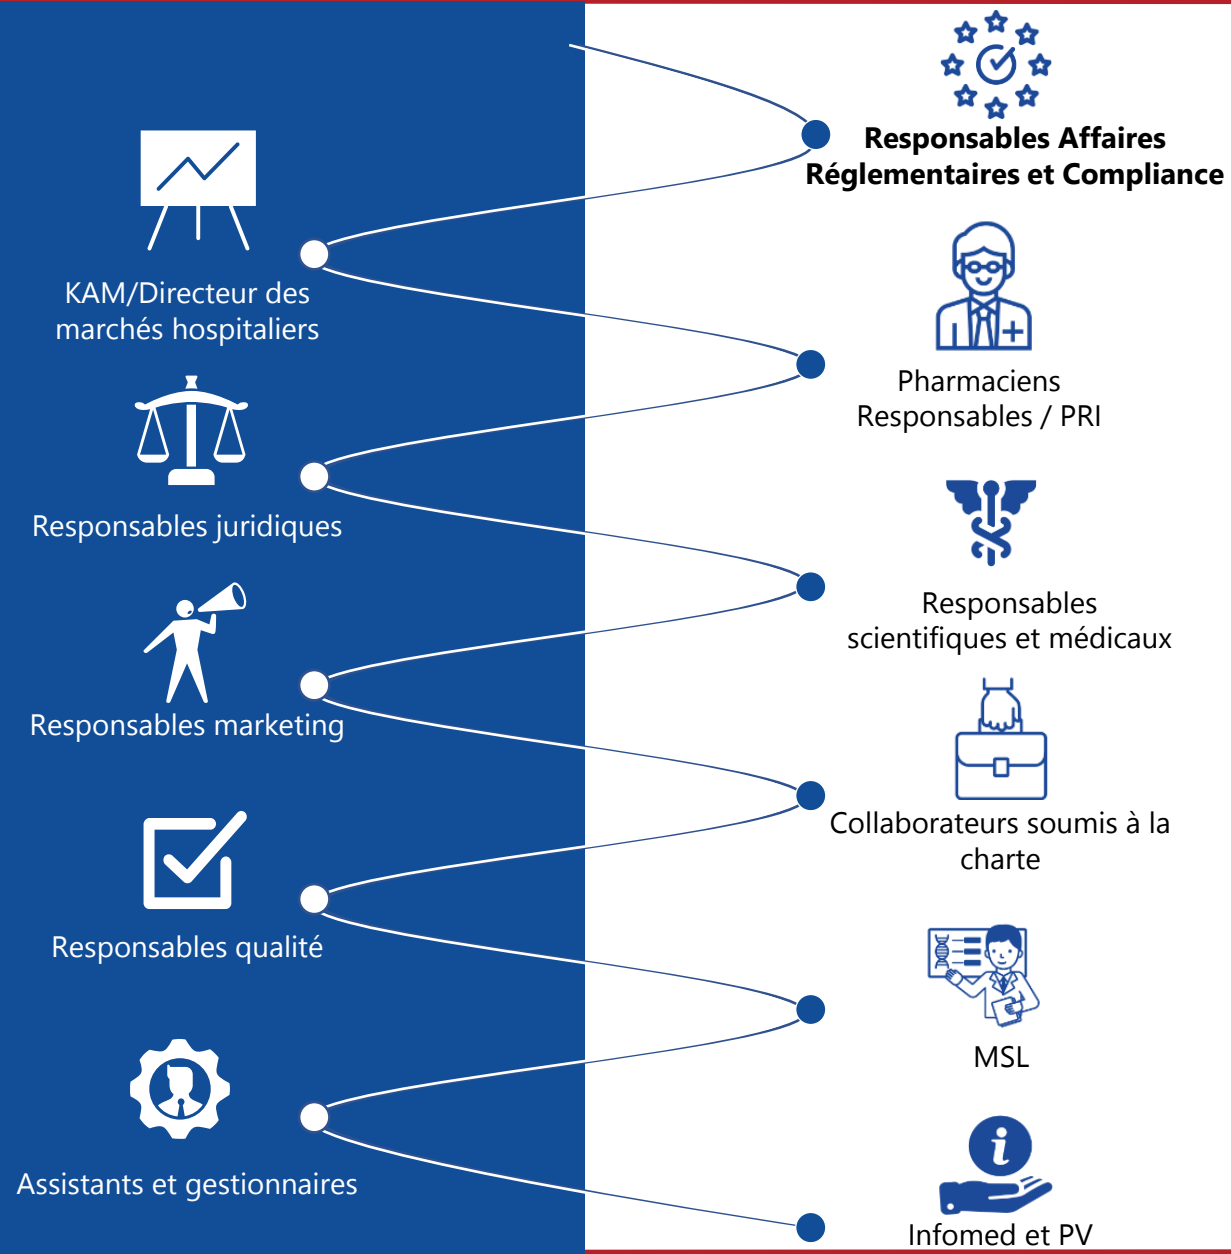 Responsables Affaires
Réglementaires et Compliance
KAM/Directeur des
marchés hospitaliers
Pharmaciens
Responsables / PRI
Responsables juridiques
Responsables
scientifiques et médicaux
Responsables marketing
Collaborateurs soumis à la
charte
Responsables qualité
MSL
Assistants et gestionnaires
Infomed et PV